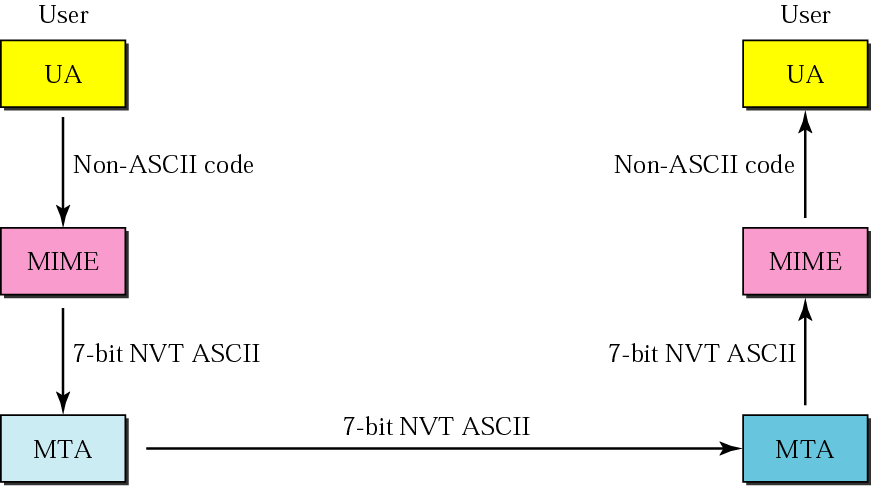 User
User
UA
UA
Non-ASCII code
Non-ASCII code
MIME
MIME
7-bit NVT ASCII
7-bit NVT ASCII
7-bit NVT ASCII
MTA
MTA